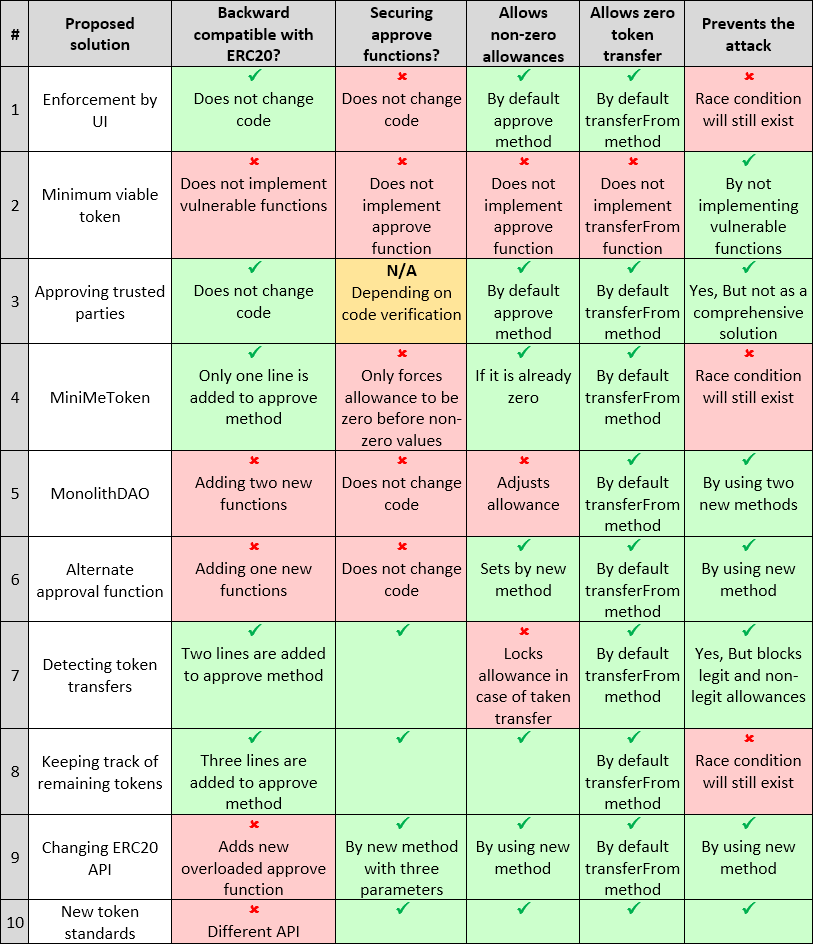 #
Proposed
solution
Backward
compatible with
ERC20?
Securing
approve
functions?
Allows
non-zero
allowances
Allows zero
token
transfer
Prevents the
attack
1
Enforcement by
UI
✓
Does not change
code
✖
Does not change
code
✓
By default
approve
method
✓
By default
transferFrom
method
✖
Race condition
will still exist
2
Minimum viable
token
✖
Does not implement
vulnerable functions
✖
Does not
implement
approve
function
✖
Does not
implement
approve
function
✖
Does not
implement
transferFrom
function
✓
By not
implementing
vulnerable
functions
3
Approving trusted
parties
✓
Does not change
code
N/A
Depending on
code verification
✓
By default
approve
method
✓
By default
transferFrom
method
✓
Yes, But not as a
comprehensive
solution
4
MiniMeToken
✓
Only one line is
added to approve
method
✖
Only forces
allowance to be
zero before non-
zero values
✓
If it is already
zero
✓
By default
transferFrom
method
✖
Race condition
will still exist
5
MonolithDAO
✖
Adding two new
functions
✖
Does not change
code
✖
Adjusts
allowance
✓
By default
transferFrom
method
✓
By using two
new methods
6
Alternate
approval function
✖
Adding one new
functions
✖
Does not change
code
✓
Sets by new
method
✓
By default
transferFrom
method
✓
By using new
method
7
Detecting token
transfers
✓
Two lines are added
to approve method
✓
✖
Locks
allowance in
case of taken
transfer
✓
By default
transferFrom
method
✓
Yes, But blocks
legit and non-
legit allowances
8
Keeping track of
remaining tokens
✓
Three lines are
added to approve
method
✓
✓
✓
By default
transferFrom
method
✖
Race condition
will still exist
9
Changing ERC20
API
✖
Adds new
overloaded approve
function
✓
By new method
with three
parameters
✓
By using new
method
✓
By default
transferFrom
method
✓
By using new
method
10
New token
standards
✖
Different API
✓
✓
✓
✓